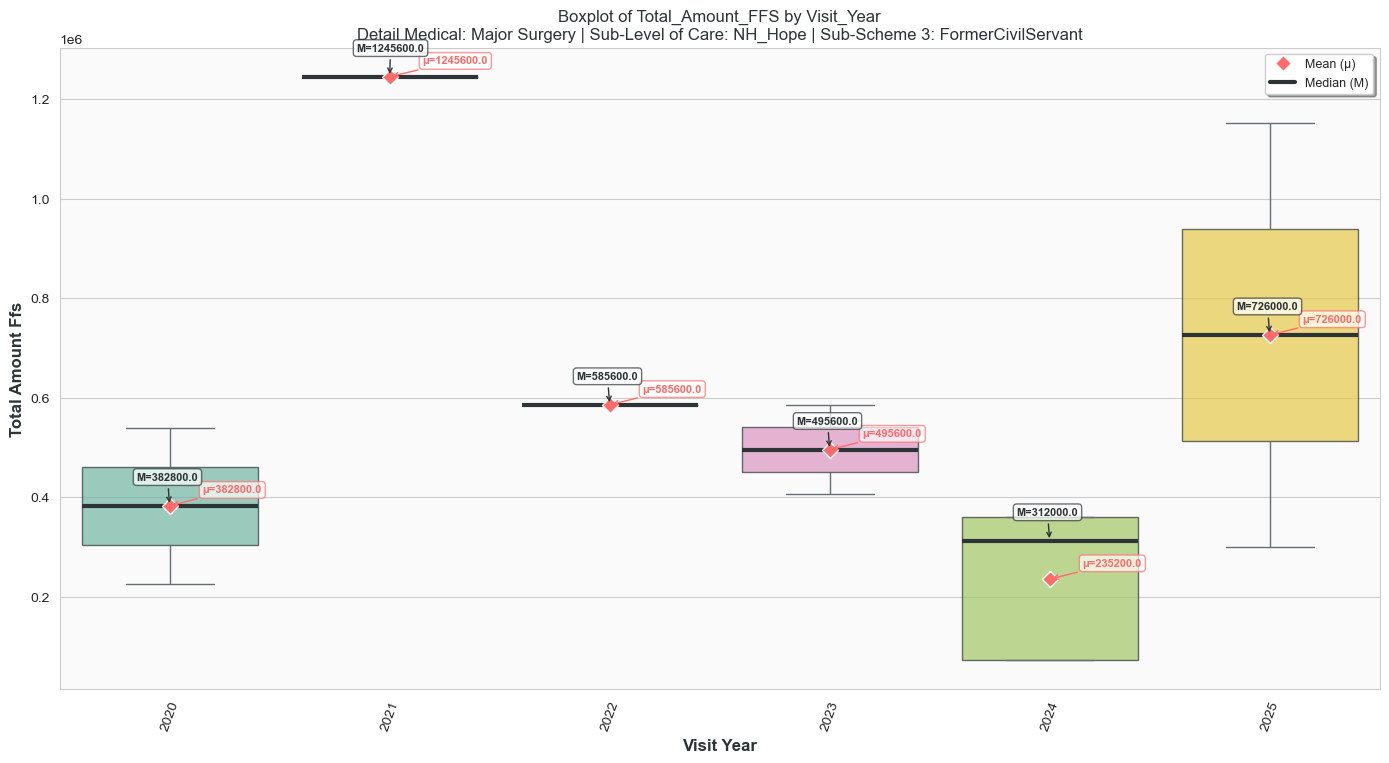 Boxplot of Total_Amount_FFS by Visit_Year
Detail Medical: Major Surgery | Sub-Level of Care: NH_Hope | Sub-Scheme 3: FormerCivilServant
1e6
M=1245600.0
μ=1245600.0
Mean (μ)
Median (M)
1.2
1.0
0.8
0.6
0.4
0.2
Total Amount Ffs
M=726000.0
μ=726000.0
M=585600.0
μ=585600.0
M=495600.0
μ=495600.0
M=382800.0
μ=382800.0
M=312000.0
μ=235200.0
2020
2021
2022
2023
2024
2025
Visit Year